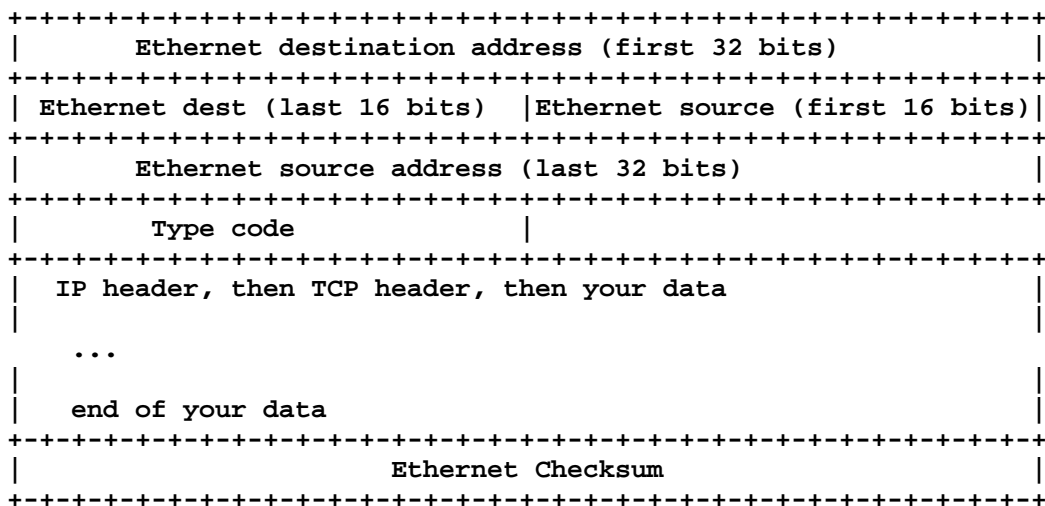 +-+-+-+-+-+-+-+-+-+-+-+-+-+-+-+-+-+-+-+-+-+-+-+-+-+-+-+-+-+-+-+-+
|       Ethernet destination address (first 32 bits)            |
+-+-+-+-+-+-+-+-+-+-+-+-+-+-+-+-+-+-+-+-+-+-+-+-+-+-+-+-+-+-+-+-+
| Ethernet dest (last 16 bits)  |Ethernet source (first 16 bits)|
+-+-+-+-+-+-+-+-+-+-+-+-+-+-+-+-+-+-+-+-+-+-+-+-+-+-+-+-+-+-+-+-+
|       Ethernet source address (last 32 bits)                  |
+-+-+-+-+-+-+-+-+-+-+-+-+-+-+-+-+-+-+-+-+-+-+-+-+-+-+-+-+-+-+-+-+
|        Type code              |
+-+-+-+-+-+-+-+-+-+-+-+-+-+-+-+-+-+-+-+-+-+-+-+-+-+-+-+-+-+-+-+-+
|  IP header, then TCP header, then your data                   |
|                                                               |
    ...
|                                                               |
|   end of your data                                            |
+-+-+-+-+-+-+-+-+-+-+-+-+-+-+-+-+-+-+-+-+-+-+-+-+-+-+-+-+-+-+-+-+
|                       Ethernet Checksum                       |
+-+-+-+-+-+-+-+-+-+-+-+-+-+-+-+-+-+-+-+-+-+-+-+-+-+-+-+-+-+-+-+-+